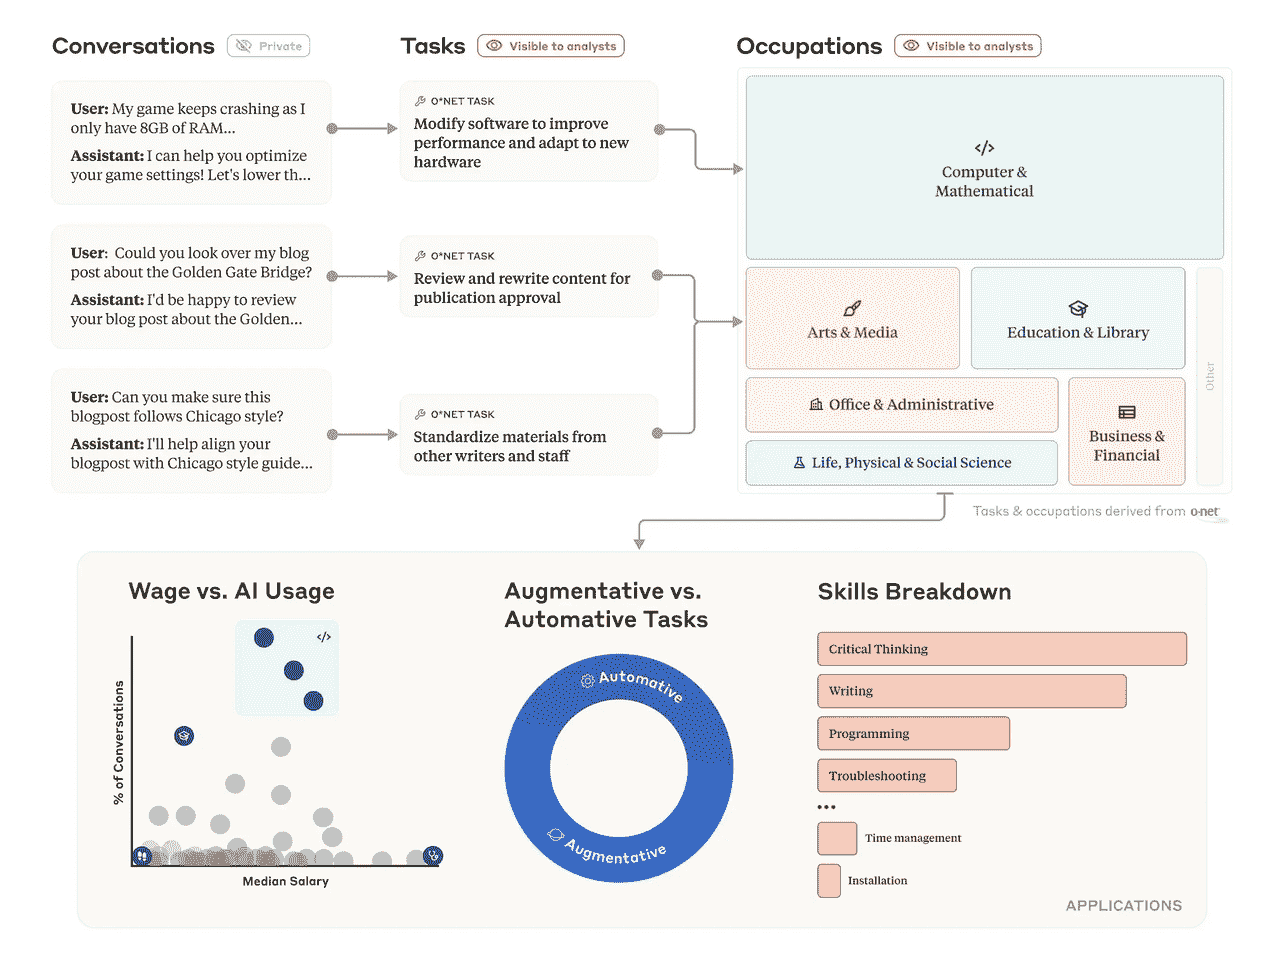 Conversations
Private
Tasks
Visible to analysts
Occupations
Visible to analysts
User: My game keeps crashing as I
only have 8GB of RAM...
Assistant: I can help you optimize
your game settings! Let's lower th...
O*NET TASK
Modify software to improve
performance and adapt to new
hardware
</>
Computer &
Mathematical
User: Could you look over my blog
post about the Golden Gate Bridge?
Assistant: I'd be happy to review
your blog post about the Golden...
O*NET TASK
Review and rewrite content for
publication approval
Arts & Media
Education & Library
Other
User: Can you make sure this
blogpost follows Chicago style?
Assistant: I'll help align your
blogpost with Chicago style guide...
O*NET TASK
Standardize materials from
other writers and staff
Office & Administrative
Business &
Financial
Life, Physical & Social Science
Tasks & occupations derived from o·net
Wage vs. AI Usage
</>
% of Conversations
Median Salary
Augmentative vs.
Automative Tasks
Automative
Augmentative
Skills Breakdown
Critical Thinking
Writing
Programming
Troubleshooting
...
Time management
Installation
APPLICATIONS